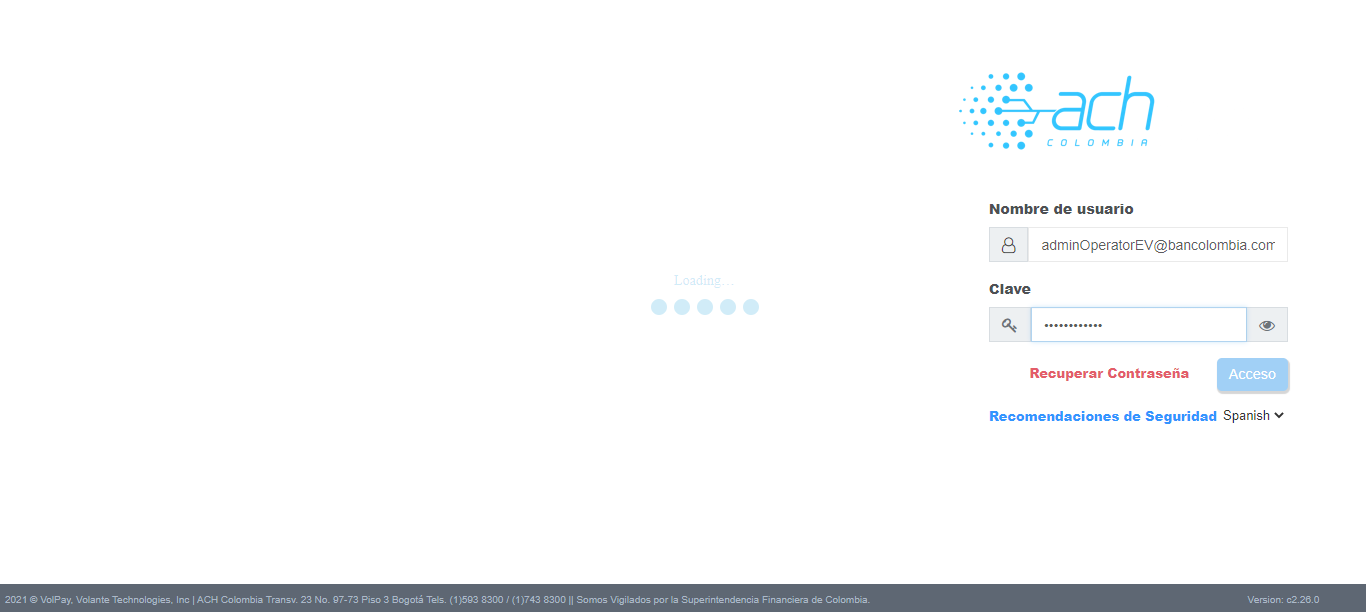 ach
COLOMBIA
Nombre de usuario
adminOperatorEV@bancolombia.com
Clave
••••••••••••
Loading...
Recuperar Contraseña
Acceso
Recomendaciones de Seguridad Spanish
2021 © VolPay, Volante Technologies, Inc | ACH Colombia Transv. 23 No. 97-73 Piso 3 Bogotá Tels. (1)593 8300 / (1)743 8300 || Somos Vigilados por la Superintendencia Financiera de Colombia. Version: c2.26.0